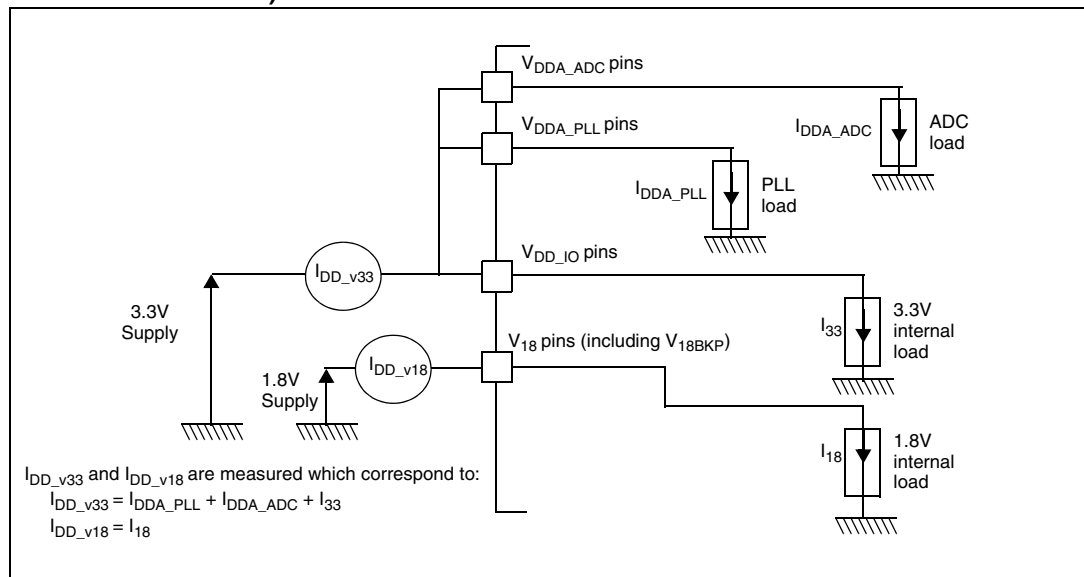 V_DDA_ADC pins
I_DDA_ADC
ADC
load
V_DDA_PLL pins
I_DDA_PLL
PLL
load
V_DD_IO pins
I_DD_v33
3.3V
Supply
I_33
3.3V
internal
load
V_18 pins (including V_18BKP)
I_DD_v18
1.8V
Supply
I_18
1.8V
internal
load
I_DD_v33 and I_DD_v18 are measured which correspond to:
I_DD_v33 = I_DDA_PLL + I_DDA_ADC + I_33
I_DD_v18 = I_18